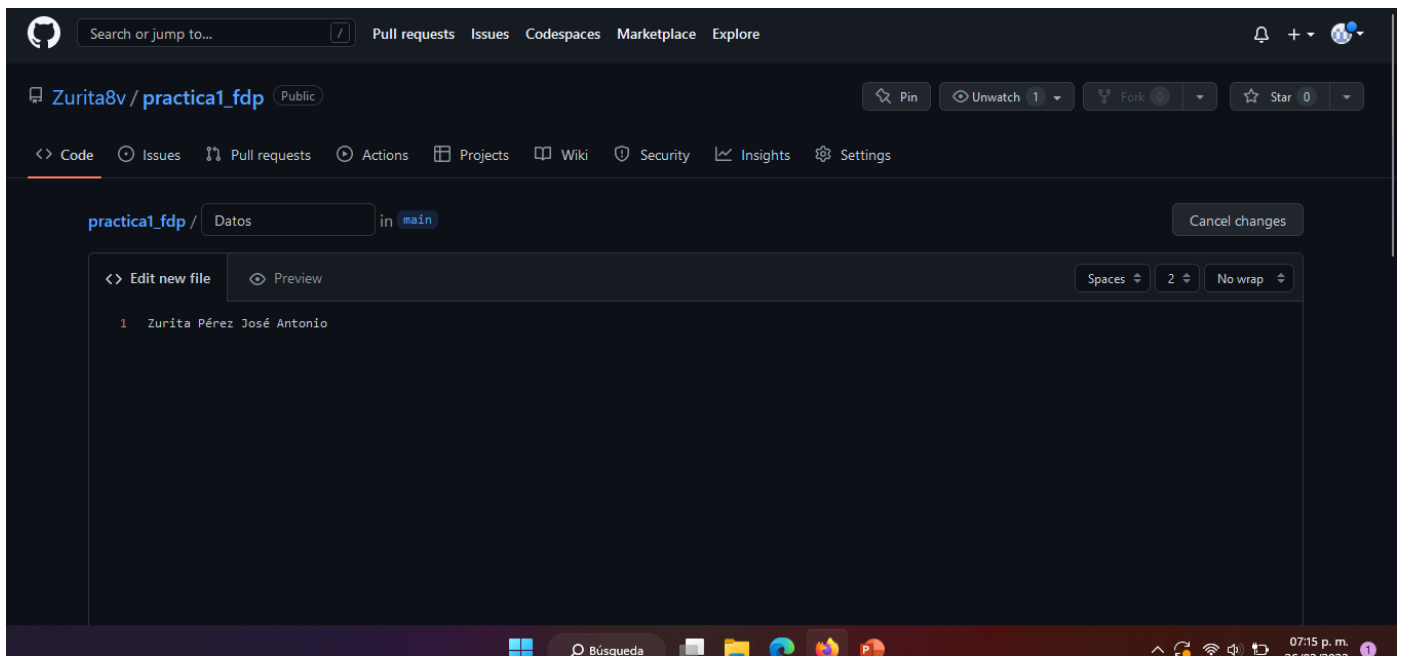 Search or jump to... / Pull requests Issues Codespaces Marketplace Explore
Zurita8v / practica1_fdp Public Pin Unwatch 1 Fork 0 Star 0
<> Code Issues Pull requests Actions Projects Wiki Security Insights Settings
practica1_fdp / Datos in main Cancel changes
<> Edit new file Preview Spaces 2 No wrap
1 Zurita Pérez José Antonio
Búsqueda 07:15 p. m. 1